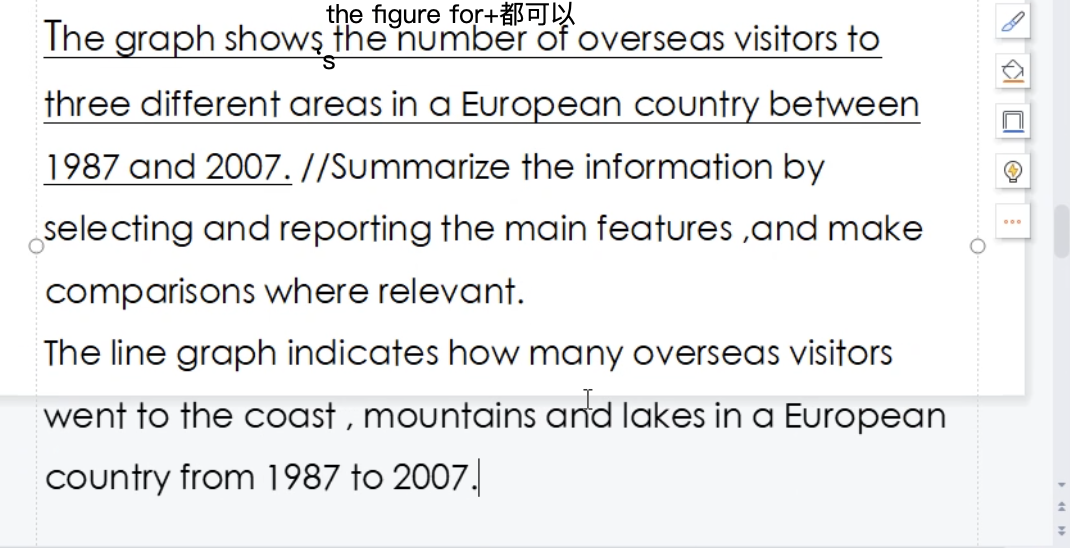 the figure for+都可以
The graph shows the number of overseas visitors to
s
three different areas in a European country between
1987 and 2007. //Summarize the information by
selecting and reporting the main features ,and make
comparisons where relevant.
The line graph indicates how many overseas visitors
went to the coast , mountains and lakes in a European
country from 1987 to 2007.